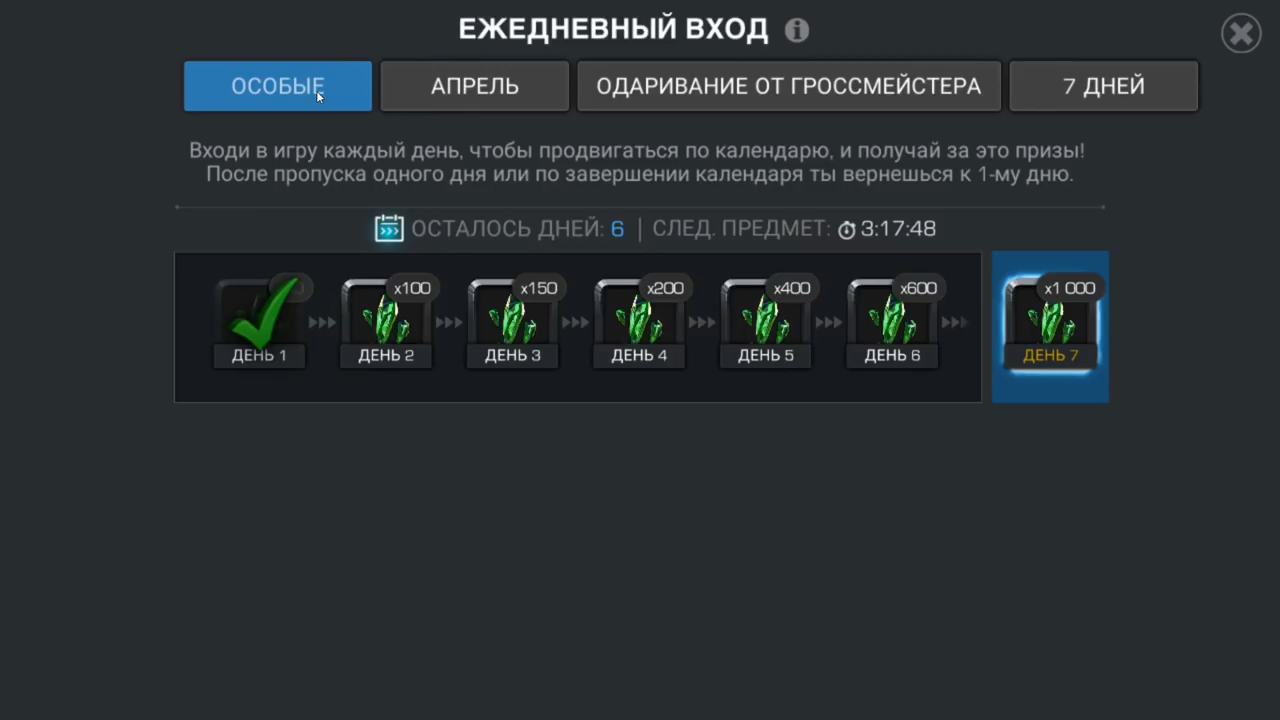 ЕЖЕДНЕВНЫЙ ВХОД
ОСОБЫЕ АПРЕЛЬ ОДАРИВАНИЕ ОТ ГРОССМЕЙСТЕРА 7 ДНЕЙ
Входи в игру каждый день, чтобы продвигаться по календарю, и получай за это призы!
После пропуска одного дня или по завершении календаря ты вернешься к 1-му дню.
ОСТАЛОСЬ ДНЕЙ: 6 | СЛЕД. ПРЕДМЕТ: 3:17:48
x100 x150 x200 x400 x600 x1 000
ДЕНЬ 1 ДЕНЬ 2 ДЕНЬ 3 ДЕНЬ 4 ДЕНЬ 5 ДЕНЬ 6 ДЕНЬ 7